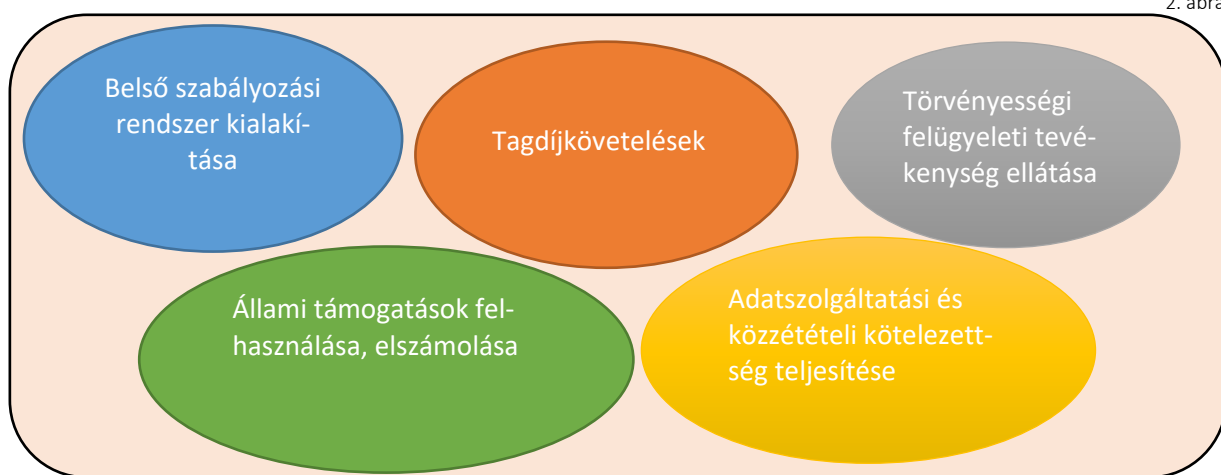 2. ábra
Belső szabályozási
rendszer kialakí-
tása
Tagdíjkövetelések
Törvényességi
felügyeleti tevé-
kenység ellátása
Állami támogatások fel-
használása, elszámolása
Adatszolgáltatási és
közzétételi kötelezett-
ség teljesítése